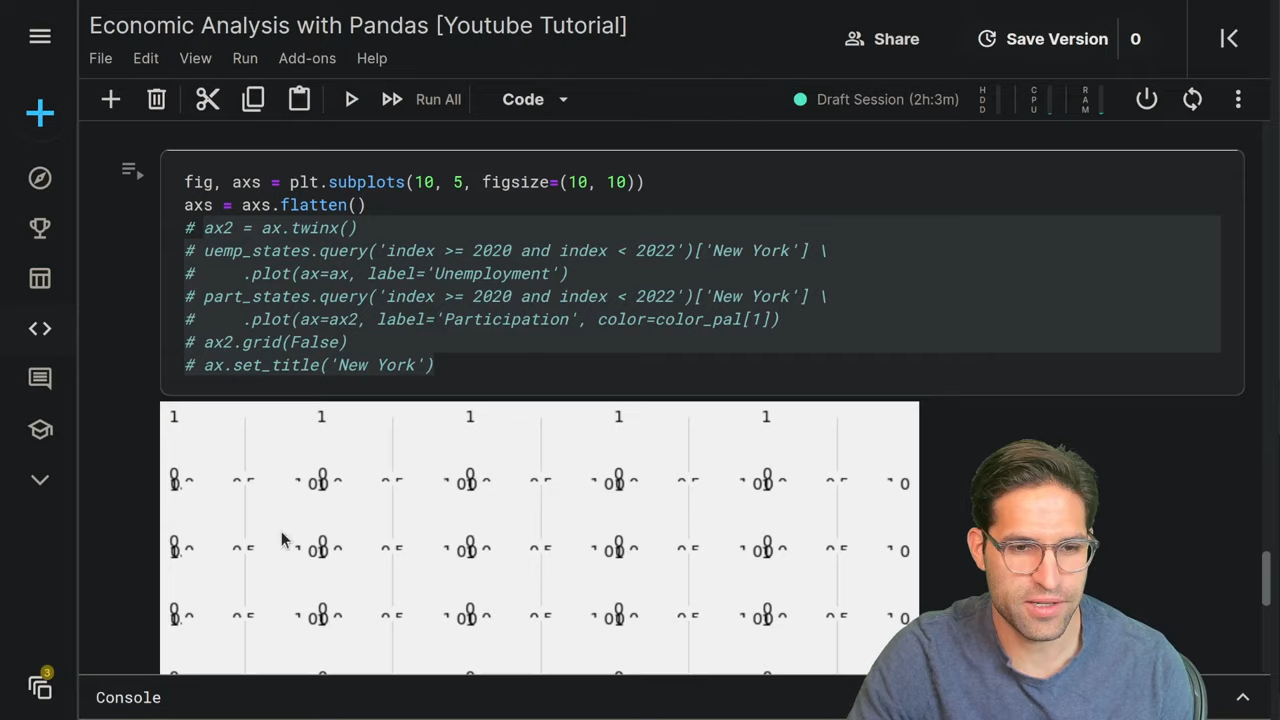 Economic Analysis with Pandas [Youtube Tutorial]
Share
Save Version
0
File Edit View Run Add-ons Help
Run All
Code
Draft Session (2h:3m)
HDD
CPU
RAM
fig, axs = plt.subplots(10, 5, figsize=(10, 10))
axs = axs.flatten()
# ax2 = ax.twinx()
# uemp_states.query('index >= 2020 and index < 2022')['New York'] \
#     .plot(ax=ax, label='Unemployment')
# part_states.query('index >= 2020 and index < 2022')['New York'] \
#     .plot(ax=ax2, label='Participation', color=color_pal[1])
# ax2.grid(False)
# ax.set_title('New York')
1 1 1 1 1
3
Console